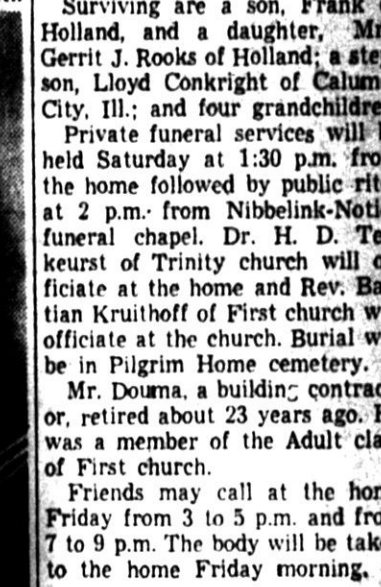 Surviving are a son, Frank
Holland, and a daughter, M
Gerrit J. Rooks of Holland; a ste
son, Lloyd Conkright of Calum
City, Ill.; and four grandchildre
Private funeral services will
held Saturday at 1:30 p.m. fro
the home followed by public rit
at 2 p.m. from Nibbelink-Noti
funeral chapel. Dr. H. D. Te
keurst of Trinity church will o
ficiate at the home and Rev. Ba
tian Kruithoff of First church w
officiate at the church. Burial w
be in Pilgrim Home cemetery.
Mr. Douma, a building contrac
or, retired about 23 years ago. H
was a member of the Adult cla
of First church.
Friends may call at the hom
Friday from 3 to 5 p.m. and fro
7 to 9 p.m. The body will be tak
to the home Friday morning.